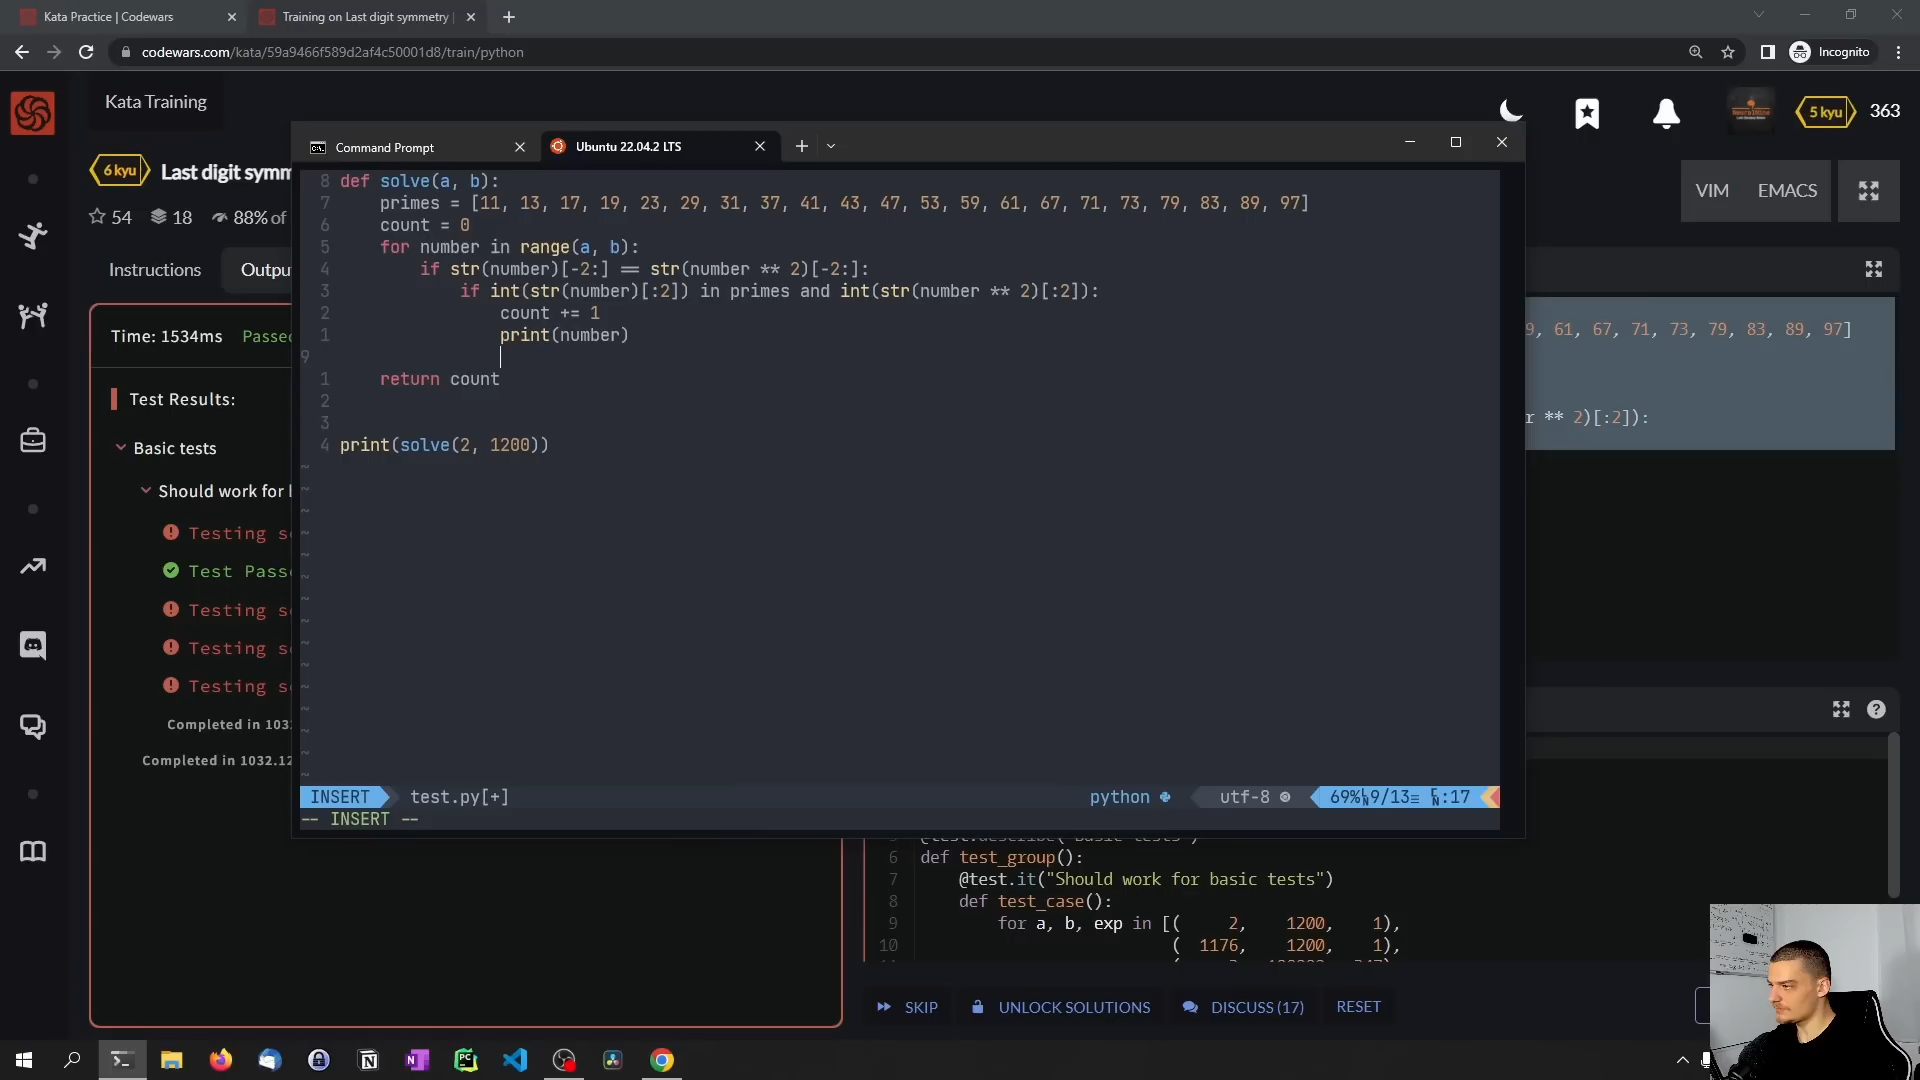 Kata Practice | Codewars
Training on Last digit symmetry |
codewars.com/kata/59a9466f589d2af4c50001d8/train/python
Incognito
Kata Training
5 kyu
363
6 kyu
Last digit symm
54
18
88% of
VIM
EMACS
Instructions
Outpu
Time: 1534ms
Passe
Test Results:
Basic tests
Should work for
Testing s
Test Pass
Testing s
Testing s
Testing s
Completed in 103
Completed in 1032.12
Command Prompt
Ubuntu 22.04.2 LTS
8 def solve(a, b):
7 primes = [11, 13, 17, 19, 23, 29, 31, 37, 41, 43, 47, 53, 59, 61, 67, 71, 73, 79, 83, 89, 97]
6 count = 0
5 for number in range(a, b):
4 if str(number)[-2:] == str(number ** 2)[-2:]:
3 if int(str(number)[:2]) in primes and int(str(number ** 2)[:2]):
2 count += 1
1 print(number)
9
1 return count
2
3
4 print(solve(2, 1200))
INSERT
test.py[+]
python
utf-8
69% 9/13 :17
-- INSERT --
9, 61, 67, 71, 73, 79, 83, 89, 97]
r ** 2)[:2]):
6 def test_group():
7 @test.it("Should work for basic tests")
8 def test_case():
9 for a, b, exp in [( 2, 1200, 1),
10 ( 1176, 1200, 1),
SKIP
UNLOCK SOLUTIONS
DISCUSS (17)
RESET